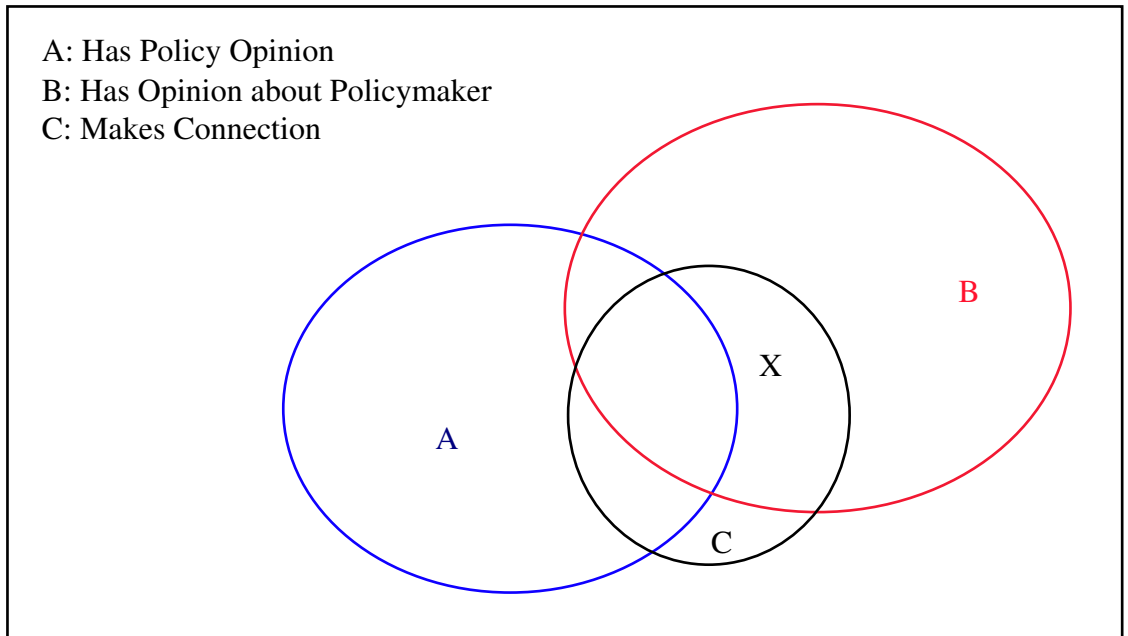 A: Has Policy Opinion
B: Has Opinion about Policymaker
C: Makes Connection
B
X
A
C